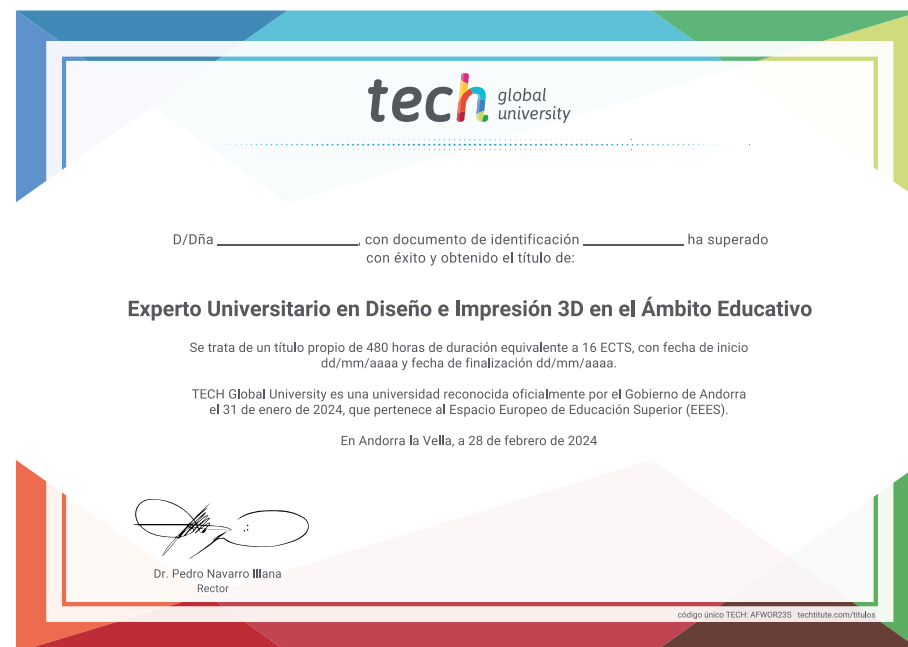 tech global university
D/Dña ____________, con documento de identificación ____________ ha superado
con éxito y obtenido el título de:
Experto Universitario en Diseño e Impresión 3D en el Ámbito Educativo
Se trata de un título propio de 480 horas de duración equivalente a 16 ECTS, con fecha de inicio
dd/mm/aaaa y fecha de finalización dd/mm/aaaa.
TECH Global University es una universidad reconocida oficialmente por el Gobierno de Andorra
el 31 de enero de 2024, que pertenece al Espacio Europeo de Educación Superior (EEES).
En Andorra la Vella, a 28 de febrero de 2024
Dr. Pedro Navarro Illana
Rector
código único TECH: AFWOR23S techtitute.com/titulos